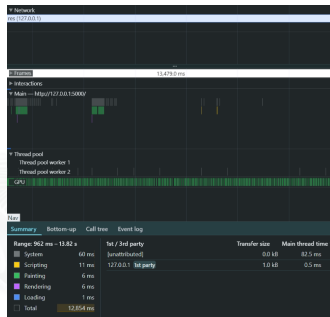 ▼ Network
ms (127.0.0.1)
...
▸ Frames 13,479.0 ms
▸ Interactions
▼ Main — http://127.0.0.1:5000/
▼ Thread pool
Thread pool worker 1
Thread pool worker 2
GPU
Nav
Summary Bottom-up Call tree Event log
Range: 962 ms – 13.82 s 1st / 3rd party Transfer size Main thread time
System 60 ms [unattributed] 0.0 kB 82.5 ms
Scripting 11 ms 127.0.0.1 1st party 1.0 kB 0.5 ms
Painting 6 ms
Rendering 6 ms
Loading 1 ms
Total 12,854 ms